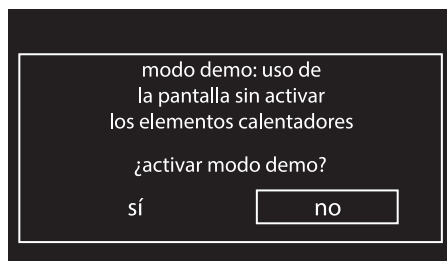 modo demo: uso de
la pantalla sin activar
los elementos calentadores
¿activar modo demo?
sí no